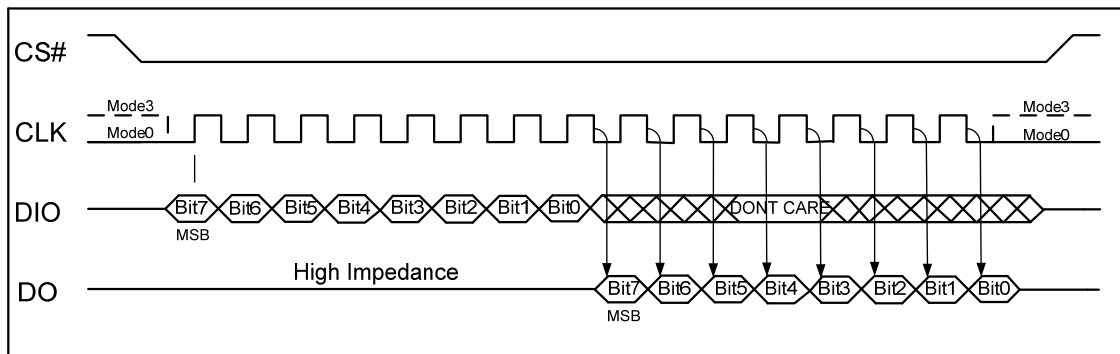 CS#
Mode3 Mode3
CLK
Mode0 Mode0
DIO Bit7 Bit6 Bit5 Bit4 Bit3 Bit2 Bit1 Bit0 DONT CARE
MSB
High Impedance
DO Bit7 Bit6 Bit5 Bit4 Bit3 Bit2 Bit1 Bit0
MSB